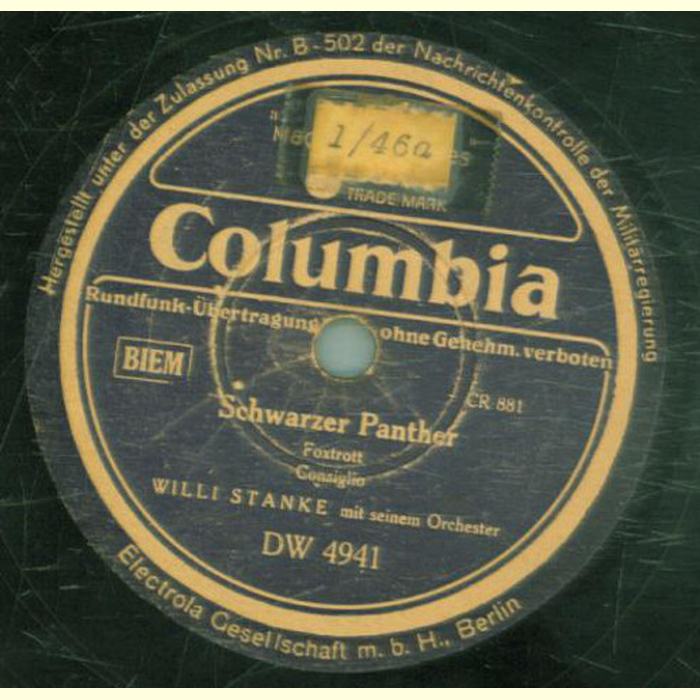 Hergestellt unter der Zulassung Nr. B-502 der Nachrichtenkontrolle der Militärregierung
1/46a
TRADE MARK
Columbia
Rundfunk-Übertragung ohne Genehm. verboten
BIEM
CR 881
Schwarzer Panther
Foxtrott
Consiglio
WILLI STANKE mit seinem Orchester
DW 4941
Electrola Gesellschaft m. b. H., Berlin